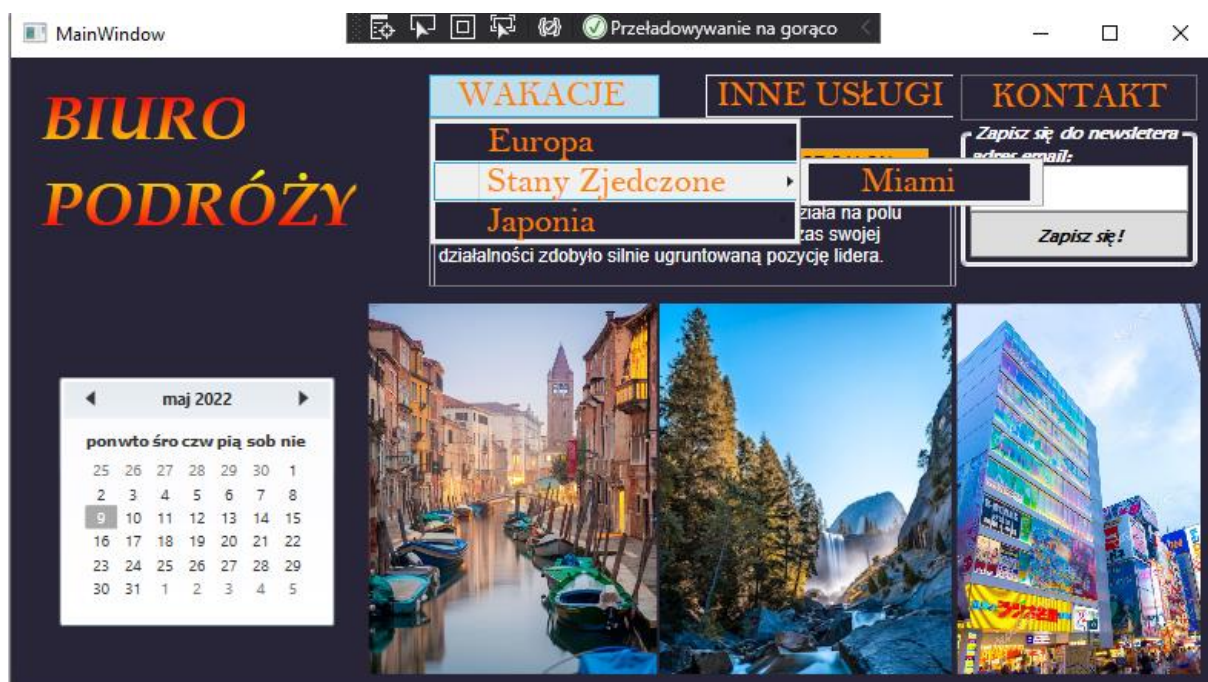 MainWindow
Przeładowywanie na gorąco
BIURO
PODRÓŻY
WAKACJE
INNE USŁUGI
KONTAKT
Europa
Stany Zjedczone
Miami
Japonia
Zapisz się do newsletera
adres email:
Zapisz się!
działa na polu
zas swojej
działalności zdobyło silnie ugruntowaną pozycję lidera.
maj 2022
pon wto śro czw pią sob nie
25 26 27 28 29 30 1
2 3 4 5 6 7 8
9 10 11 12 13 14 15
16 17 18 19 20 21 22
23 24 25 26 27 28 29
30 31 1 2 3 4 5